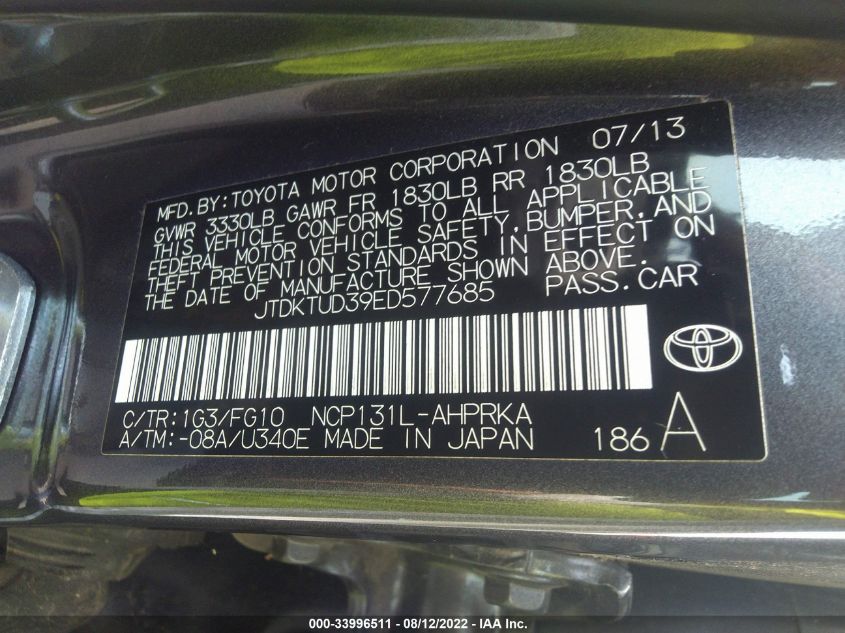 MFD.BY:TOYOTA MOTOR CORPORATION 07/13
GVWR 3330LB GAWR FR 1830LB RR 1830LB
THIS VEHICLE CONFORMS TO ALL APPLICABLE
FEDERAL MOTOR VEHICLE SAFETY,BUMPER,AND
THEFT PREVENTION STANDARDS IN EFFECT ON
THE DATE OF MANUFACTURE SHOWN ABOVE.
JTDKTUD39ED577685 PASS.CAR
C/TR:1G3/FG10 NCP131L-AHPRKA
A/TM:-08A/U340E MADE IN JAPAN 186 A
000-33996511 - 08/12/2022 - IAA Inc.